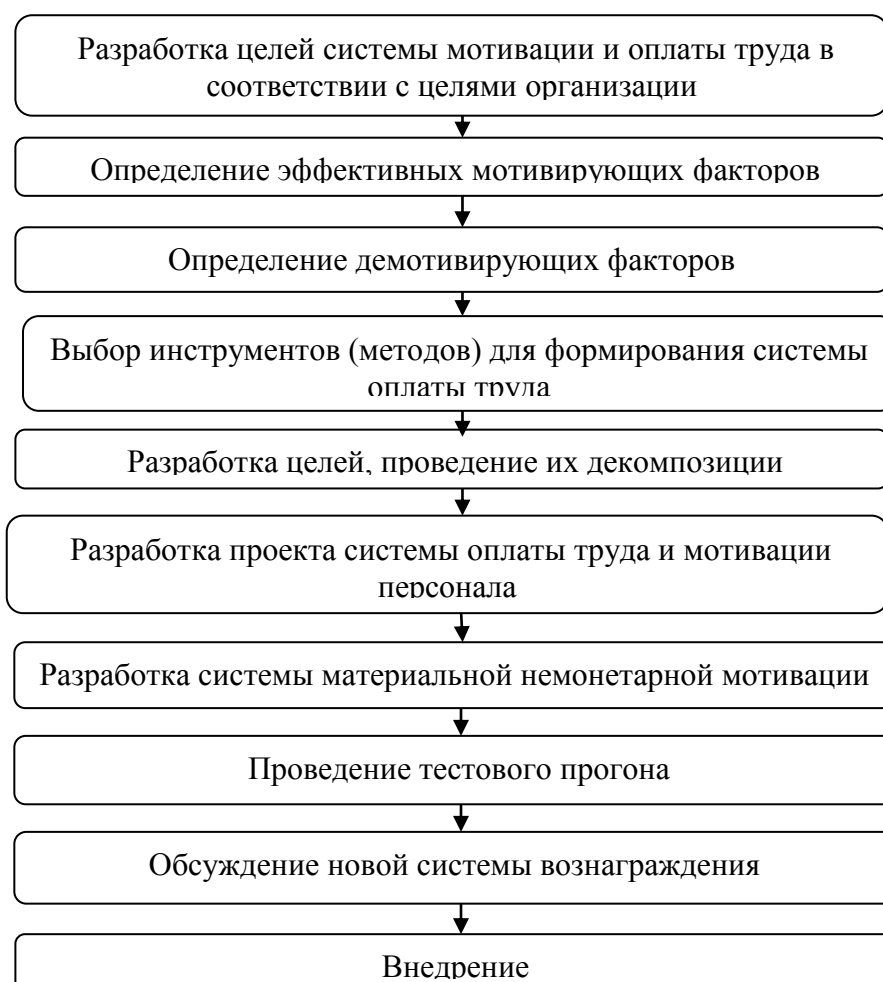 Разработка целей системы мотивации и оплаты труда в
соответствии с целями организации
Определение эффективных мотивирующих факторов
Определение демотивирующих факторов
Выбор инструментов (методов) для формирования системы
оплаты труда
Разработка целей, проведение их декомпозиции
Разработка проекта системы оплаты труда и мотивации
персонала
Разработка системы материальной немонетарной мотивации
Проведение тестового прогона
Обсуждение новой системы вознаграждения
Внедрение